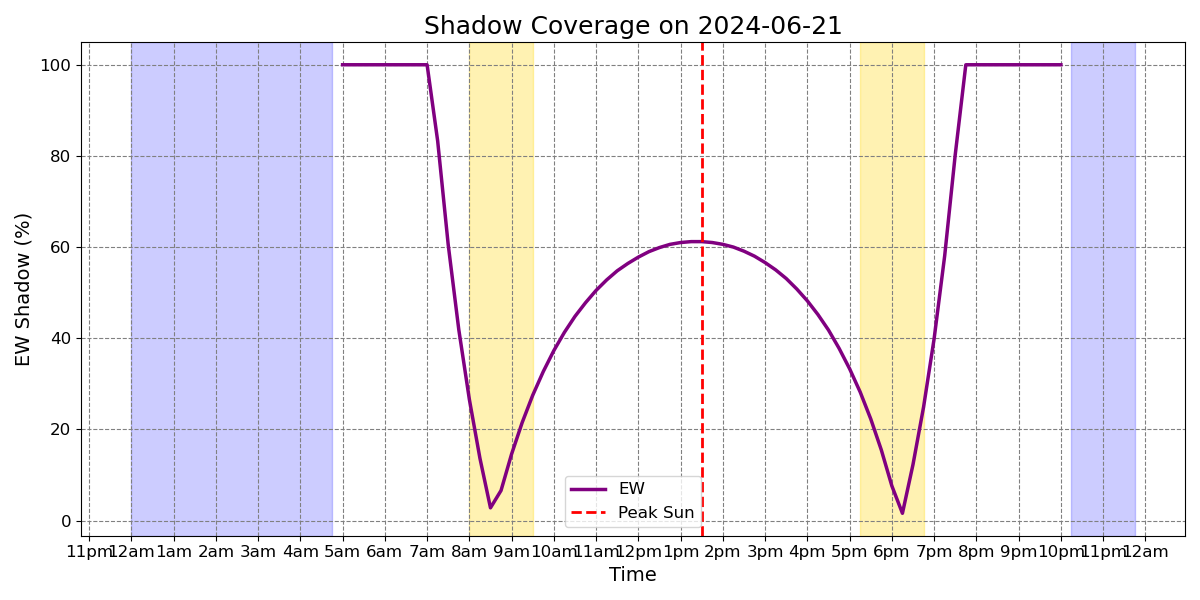 Shadow Coverage on 2024-06-21
EW Shadow (%)
100
80
60
40
20
0
EW
Peak Sun
11pm 12am 1am 2am 3am 4am 5am 6am 7am 8am 9am 10am 11am 12pm 1pm 2pm 3pm 4pm 5pm 6pm 7pm 8pm 9pm 10pm 11pm 12am
Time